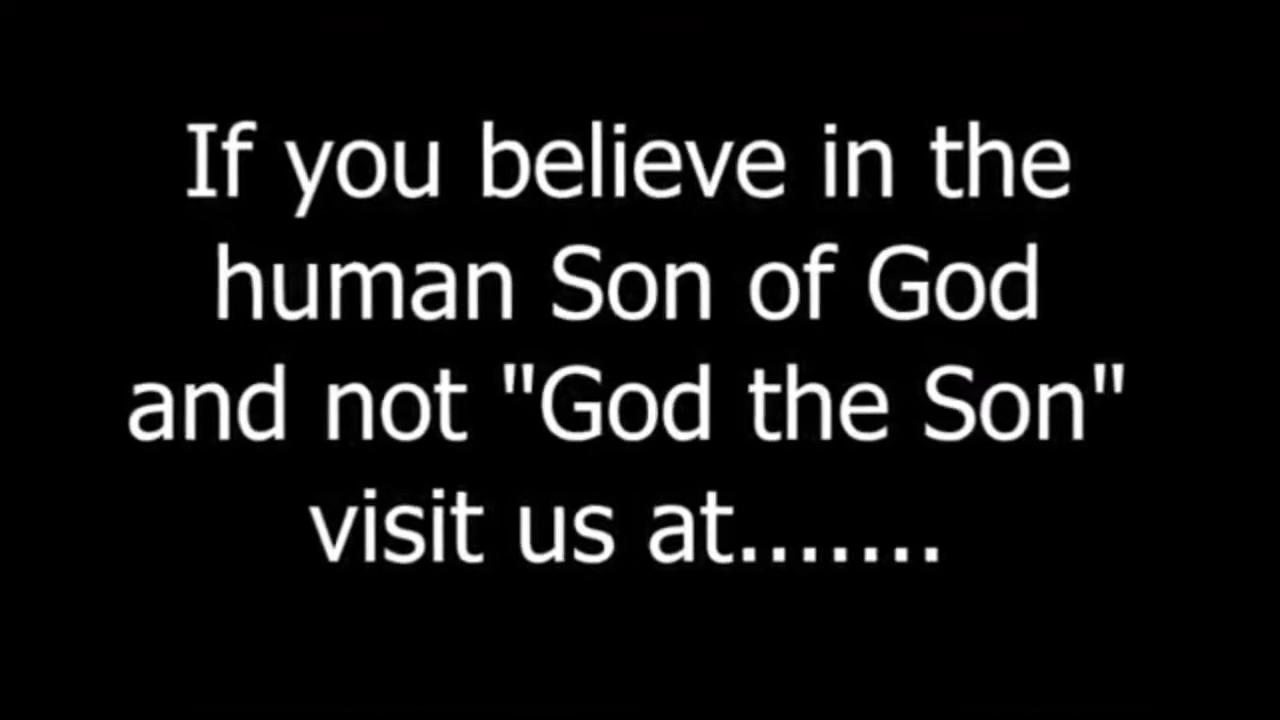 If you believe in the
human Son of God
and not "God the Son"
visit us at.......